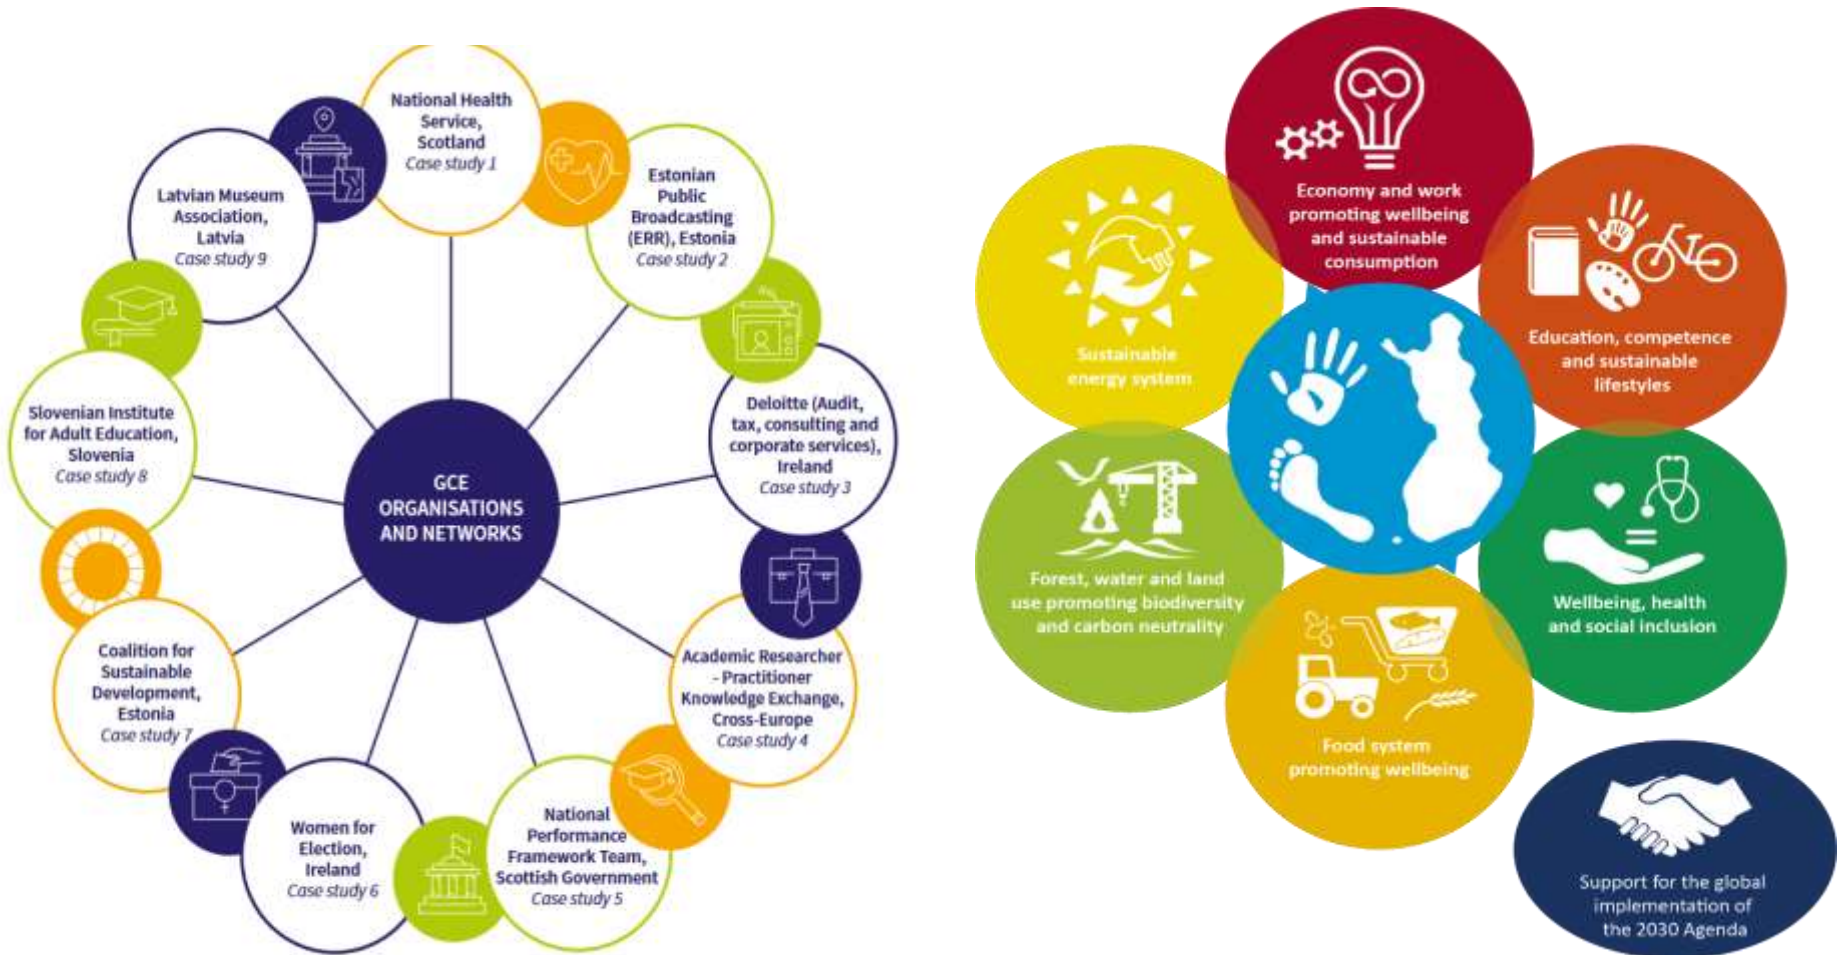 National Health
Service,
Scotland
Case study 1
Estonian
Public
Broadcasting
(ERR), Estonia
Case study 2
Deloitte (Audit,
tax, consulting and
corporate services),
Ireland
Case study 3
Academic Researcher
- Practitioner
Knowledge Exchange,
Cross-Europe
Case study 4
National
Performance
Framework Team,
Scottish Government
Case study 5
Women for
Election,
Ireland
Case study 6
Coalition for
Sustainable
Development,
Estonia
Case study 7
Slovenian Institute
for Adult Education,
Slovenia
Case study 8
Latvian Museum
Association,
Latvia
Case study 9
GCE
ORGANISATIONS
AND NETWORKS
Economy and work
promoting wellbeing
and sustainable
consumption
Education, competence
and sustainable
lifestyles
Wellbeing, health
and social inclusion
Food system
promoting wellbeing
Forest, water and land
use promoting biodiversity
and carbon neutrality
Sustainable
energy system
Support for the global
implementation of
the 2030 Agenda